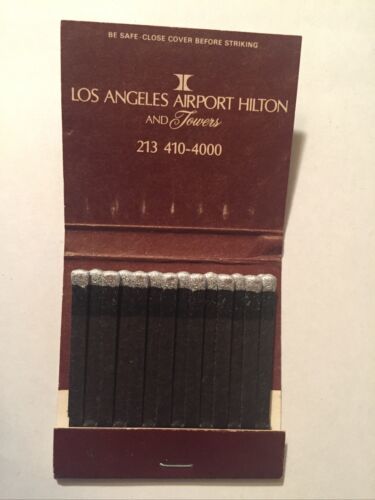 BE SAFE-CLOSE COVER BEFORE STRIKING
LOS ANGELES AIRPORT HILTON
AND Towers
213 410-4000